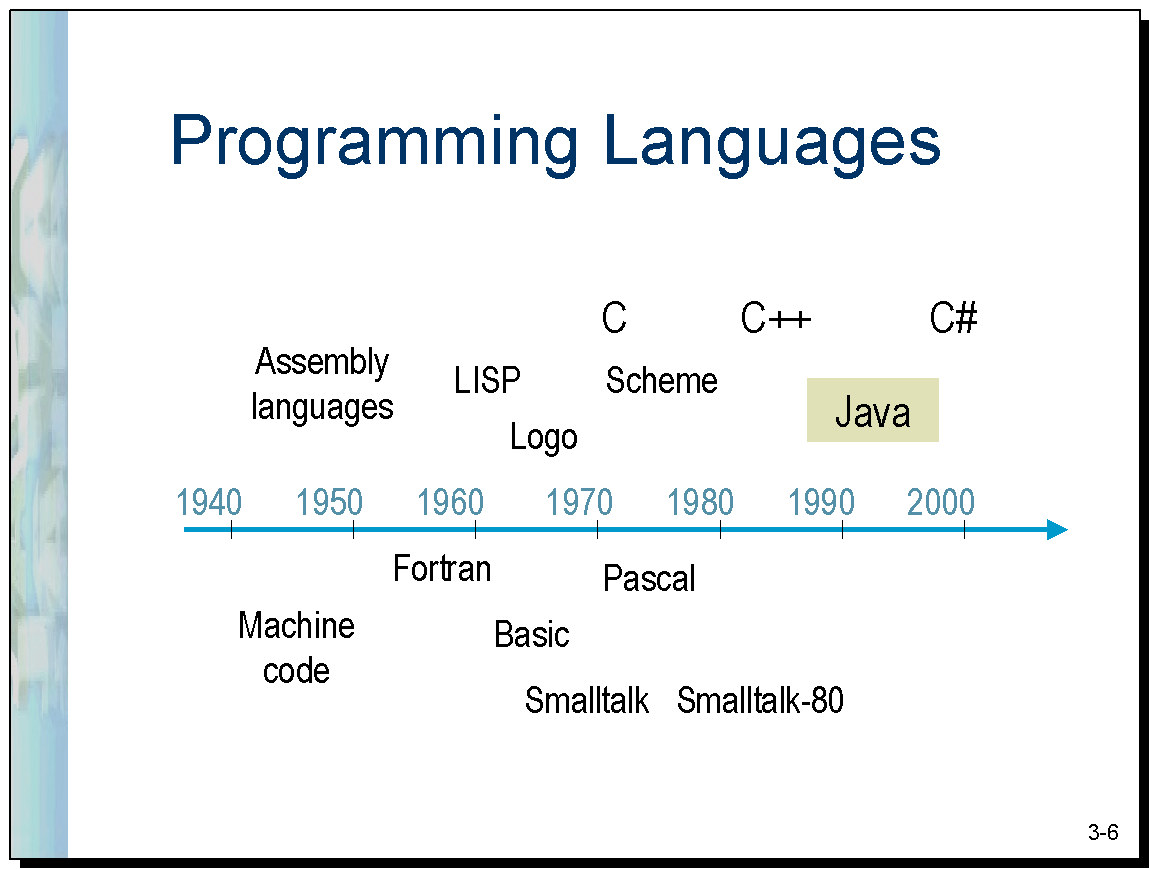 Programming Languages
C C++ C#
Assembly
languages
LISP Scheme
Java
Logo
1940 1950 1960 1970 1980 1990 2000
Fortran
Pascal
Machine
code
Basic
Smalltalk Smalltalk-80
3-6